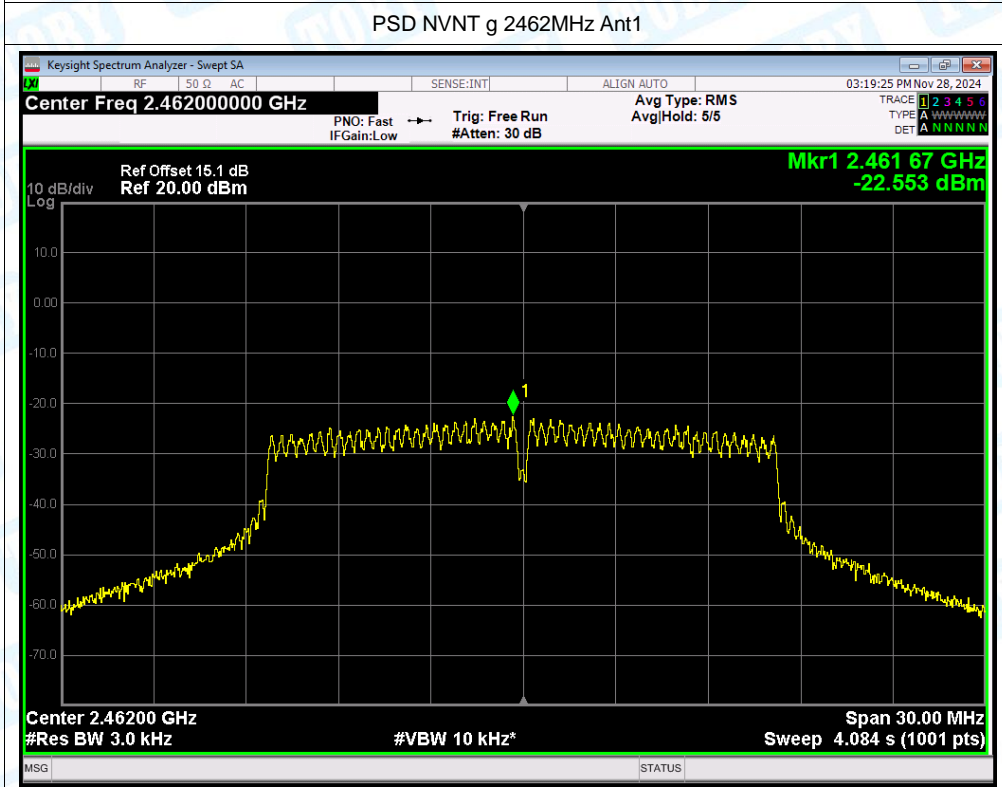 PSD NVNT g 2462MHz Ant1
Keysight Spectrum Analyzer - Swept SA
LXI RF 50 Ω AC SENSE:INT ALIGN AUTO 03:19:25 PM Nov 28, 2024
Center Freq 2.462000000 GHz
PNO: Fast
IFGain:Low
Trig: Free Run
#Atten: 30 dB
Avg Type: RMS
Avg|Hold: 5/5
TRACE 1 2 3 4 5 6
TYPE A WWWWW
DET A N N N N N
Mkr1 2.461 67 GHz
-22.553 dBm
Ref Offset 15.1 dB
10 dB/div Ref 20.00 dBm
Log
10.0
0.00
-10.0
1
-20.0
-30.0
-40.0
-50.0
-60.0
-70.0
Center 2.46200 GHz Span 30.00 MHz
#Res BW 3.0 kHz #VBW 10 kHz* Sweep 4.084 s (1001 pts)
MSG STATUS